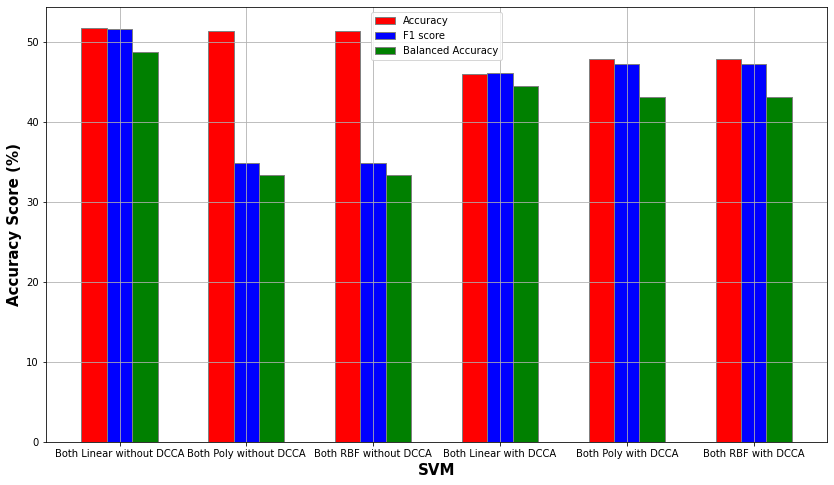 Accuracy
F1 score
Balanced Accuracy
Accuracy Score (%)
50
40
30
20
10
0
Both Linear without DCCA Both Poly without DCCA Both RBF without DCCA Both Linear with DCCA Both Poly with DCCA Both RBF with DCCA
SVM